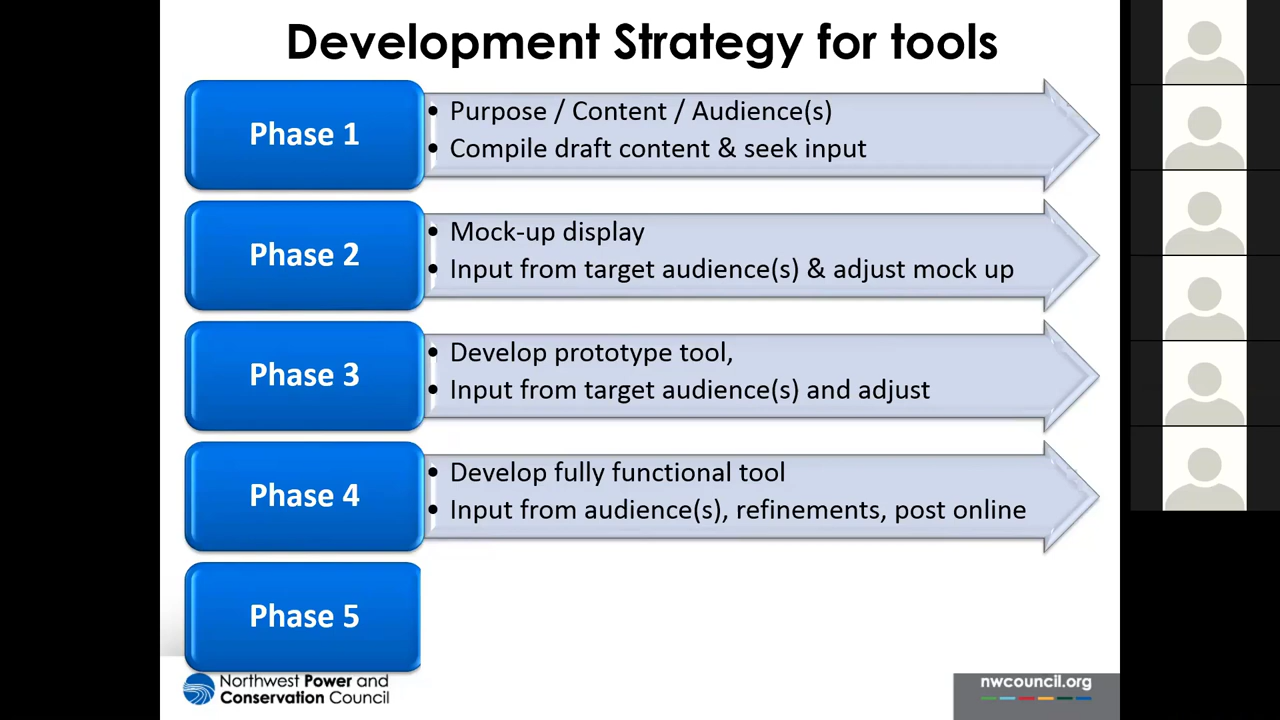 Development Strategy for tools
Phase 1
• Purpose / Content / Audience(s)
• Compile draft content & seek input
Phase 2
• Mock-up display
• Input from target audience(s) & adjust mock up
Phase 3
• Develop prototype tool,
• Input from target audience(s) and adjust
Phase 4
• Develop fully functional tool
• Input from audience(s), refinements, post online
Phase 5
Northwest Power and
Conservation Council
nwcouncil.org